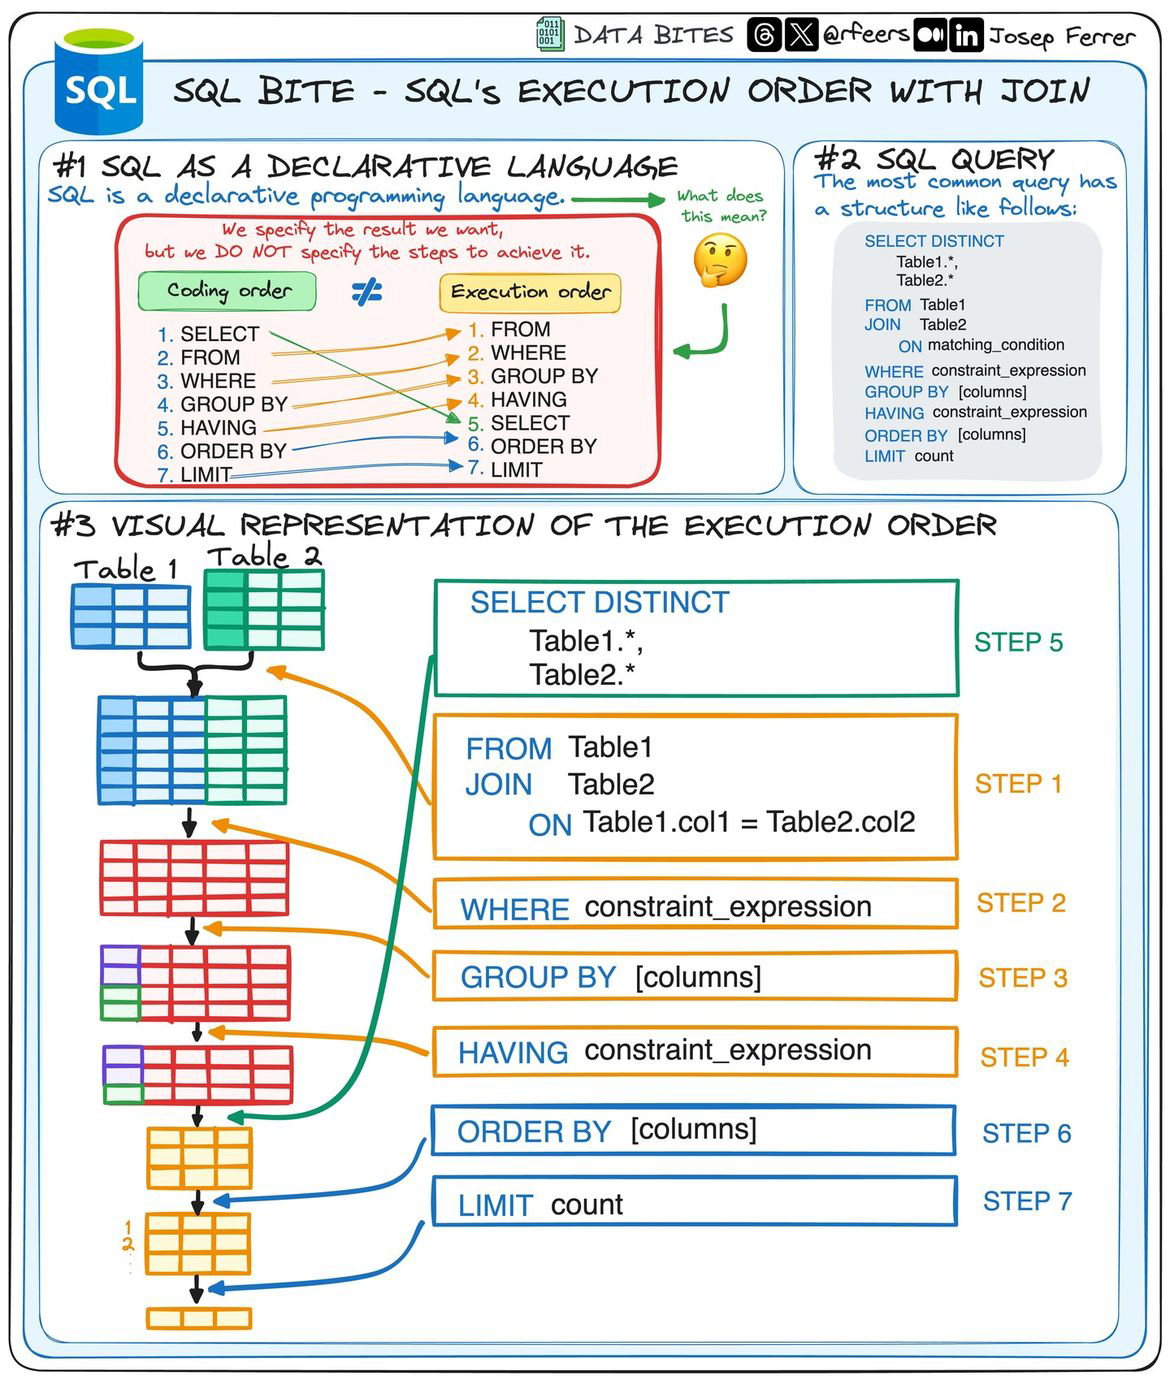 011
0101
001
DATA BITES @rfeers in Josep Ferrer
SQL
SQL BITE - SQL's EXECUTION ORDER WITH JOIN
#1 SQL AS A DECLARATIVE LANGUAGE
SQL is a declarative programming language.
What does
this mean?
We specify the result we want,
but we DO NOT specify the steps to achieve it.
Coding order ≠ Execution order
1. SELECT
2. FROM
3. WHERE
4. GROUP BY
5. HAVING
6. ORDER BY
7. LIMIT
1. FROM
2. WHERE
3. GROUP BY
4. HAVING
5. SELECT
6. ORDER BY
7. LIMIT
#2 SQL QUERY
The most common query has
a structure like follows:
SELECT DISTINCT
Table1.*,
Table2.*
FROM Table1
JOIN Table2
ON matching_condition
WHERE constraint_expression
GROUP BY [columns]
HAVING constraint_expression
ORDER BY [columns]
LIMIT count
#3 VISUAL REPRESENTATION OF THE EXECUTION ORDER
Table 1
Table 2
SELECT DISTINCT
Table1.*,
Table2.*
STEP 5
FROM Table1
JOIN Table2
ON Table1.col1 = Table2.col2
STEP 1
WHERE constraint_expression
STEP 2
GROUP BY [columns]
STEP 3
HAVING constraint_expression
STEP 4
ORDER BY [columns]
STEP 6
LIMIT count
STEP 7
1
2